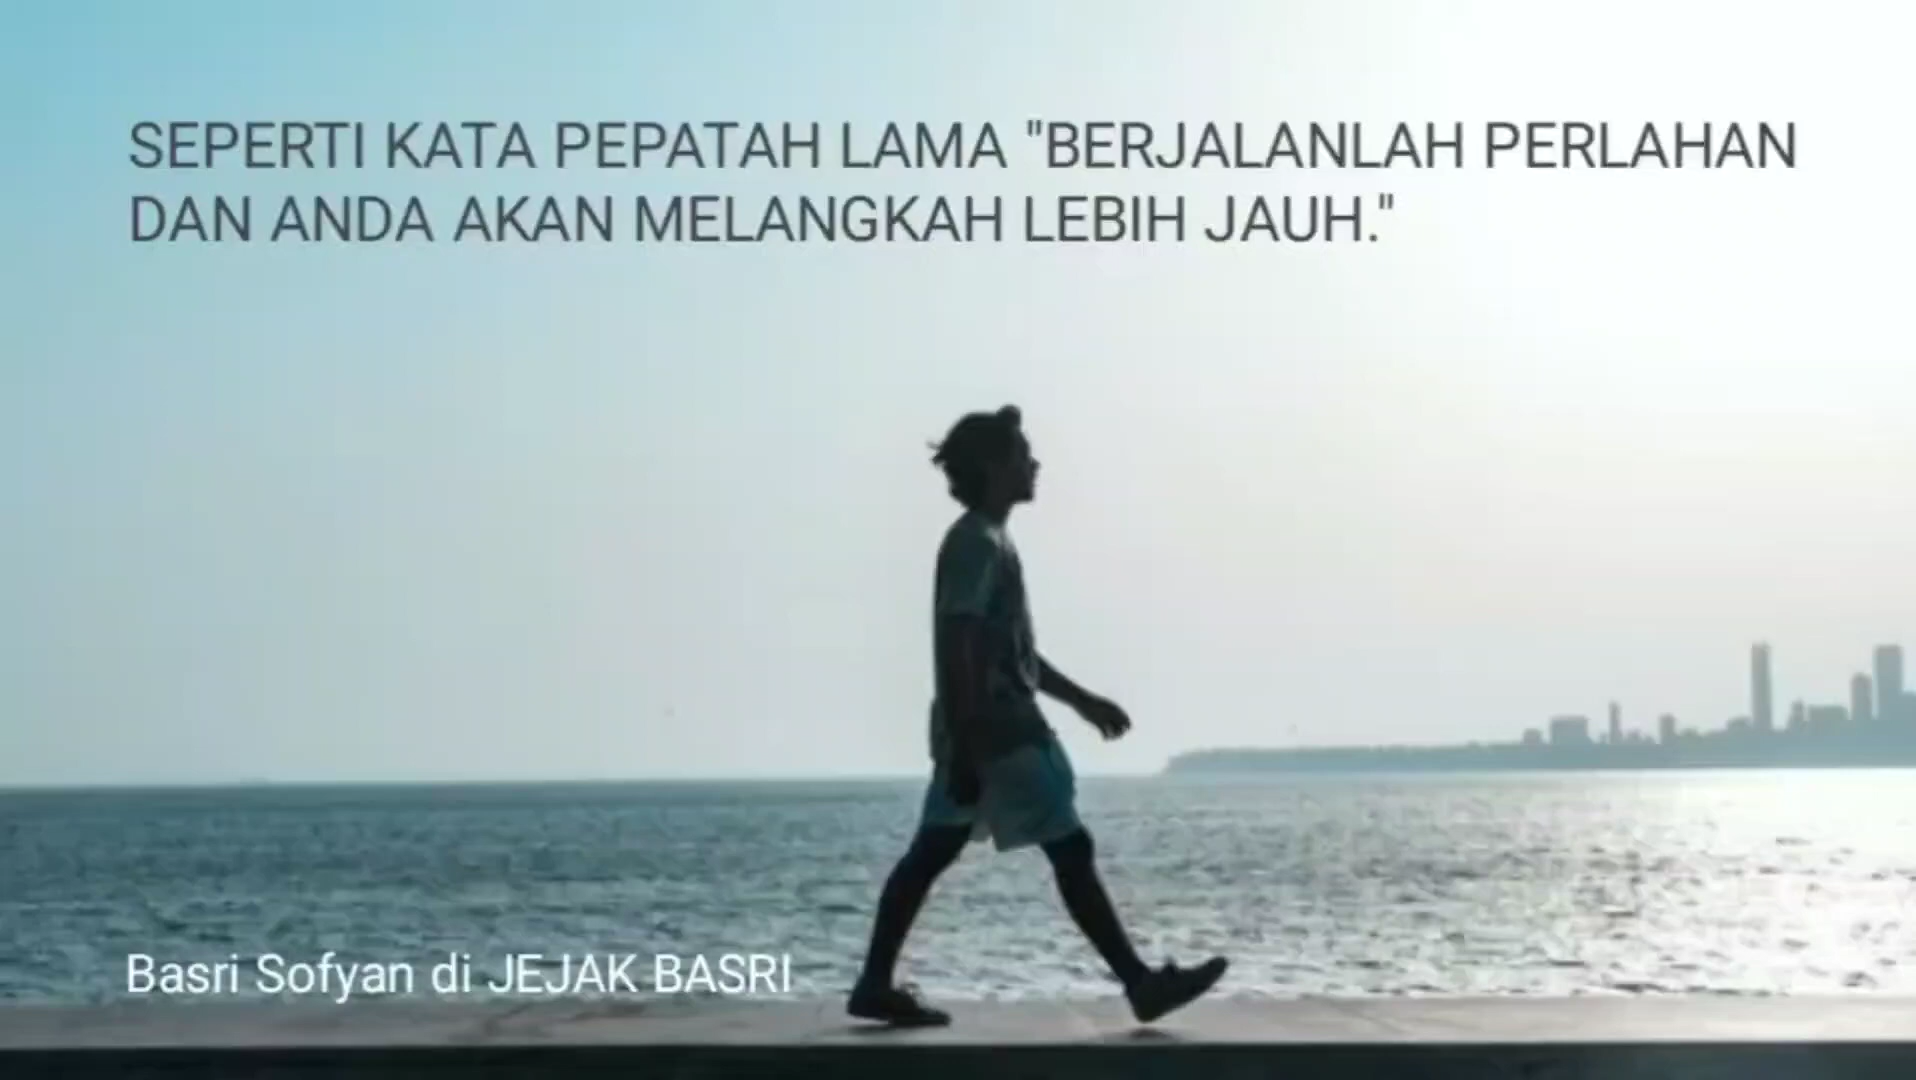 SEPERTI KATA PEPATAH LAMA "BERJALANLAH PERLAHAN
DAN ANDA AKAN MELANGKAH LEBIH JAUH."
Basri Sofyan di JEJAK BASRI